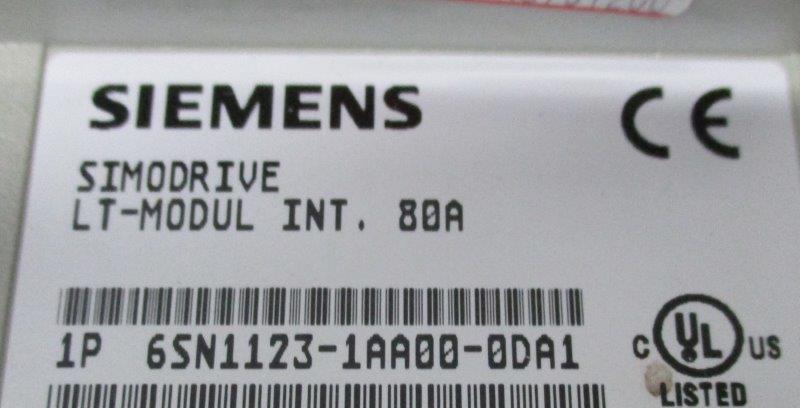 SIEMENS
CE
SIMODRIVE
LT-MODUL INT. 80A
1P 6SN1123-1AA00-0DA1
C UL US
LISTED